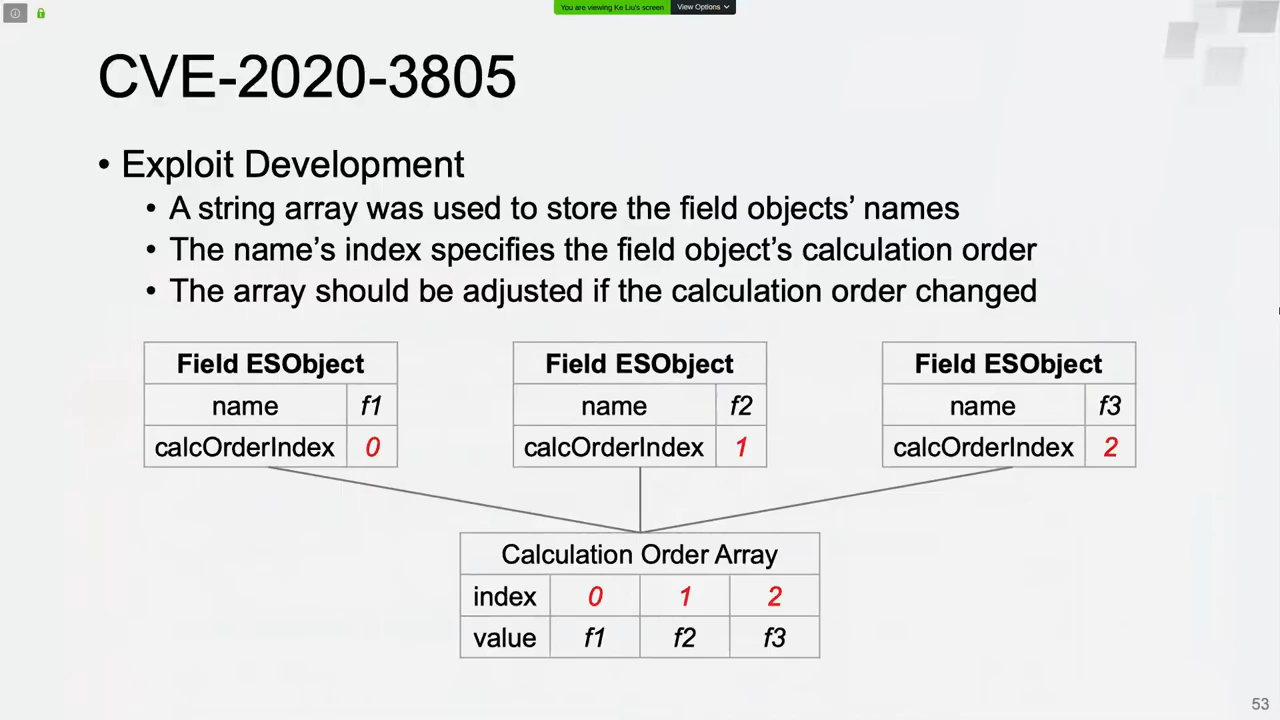 You are viewing Ke Liu's screen
View Options
CVE-2020-3805
• Exploit Development
• A string array was used to store the field objects’ names
• The name’s index specifies the field object’s calculation order
• The array should be adjusted if the calculation order changed
Field ESObject
name f1
calcOrderIndex 0
Field ESObject
name f2
calcOrderIndex 1
Field ESObject
name f3
calcOrderIndex 2
Calculation Order Array
index 0 1 2
value f1 f2 f3
53